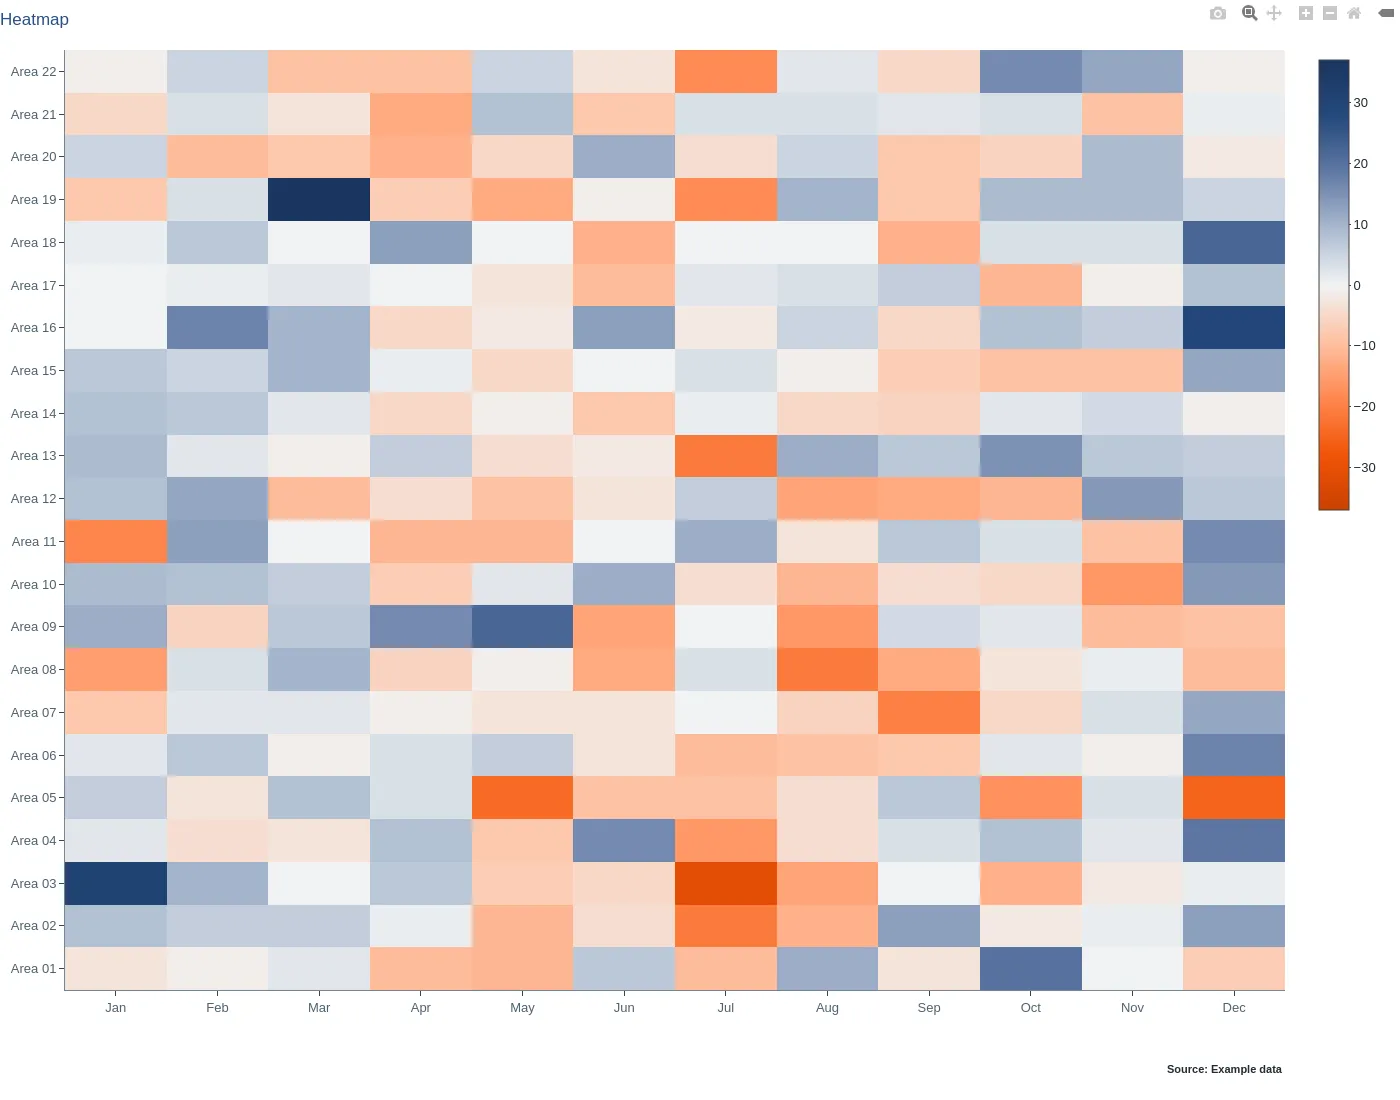 Heatmap
Area 22
Area 21
Area 20
Area 19
Area 18
Area 17
Area 16
Area 15
Area 14
Area 13
Area 12
Area 11
Area 10
Area 09
Area 08
Area 07
Area 06
Area 05
Area 04
Area 03
Area 02
Area 01
Jan Feb Mar Apr May Jun Jul Aug Sep Oct Nov Dec
30
20
10
0
−10
−20
−30
Source: Example data